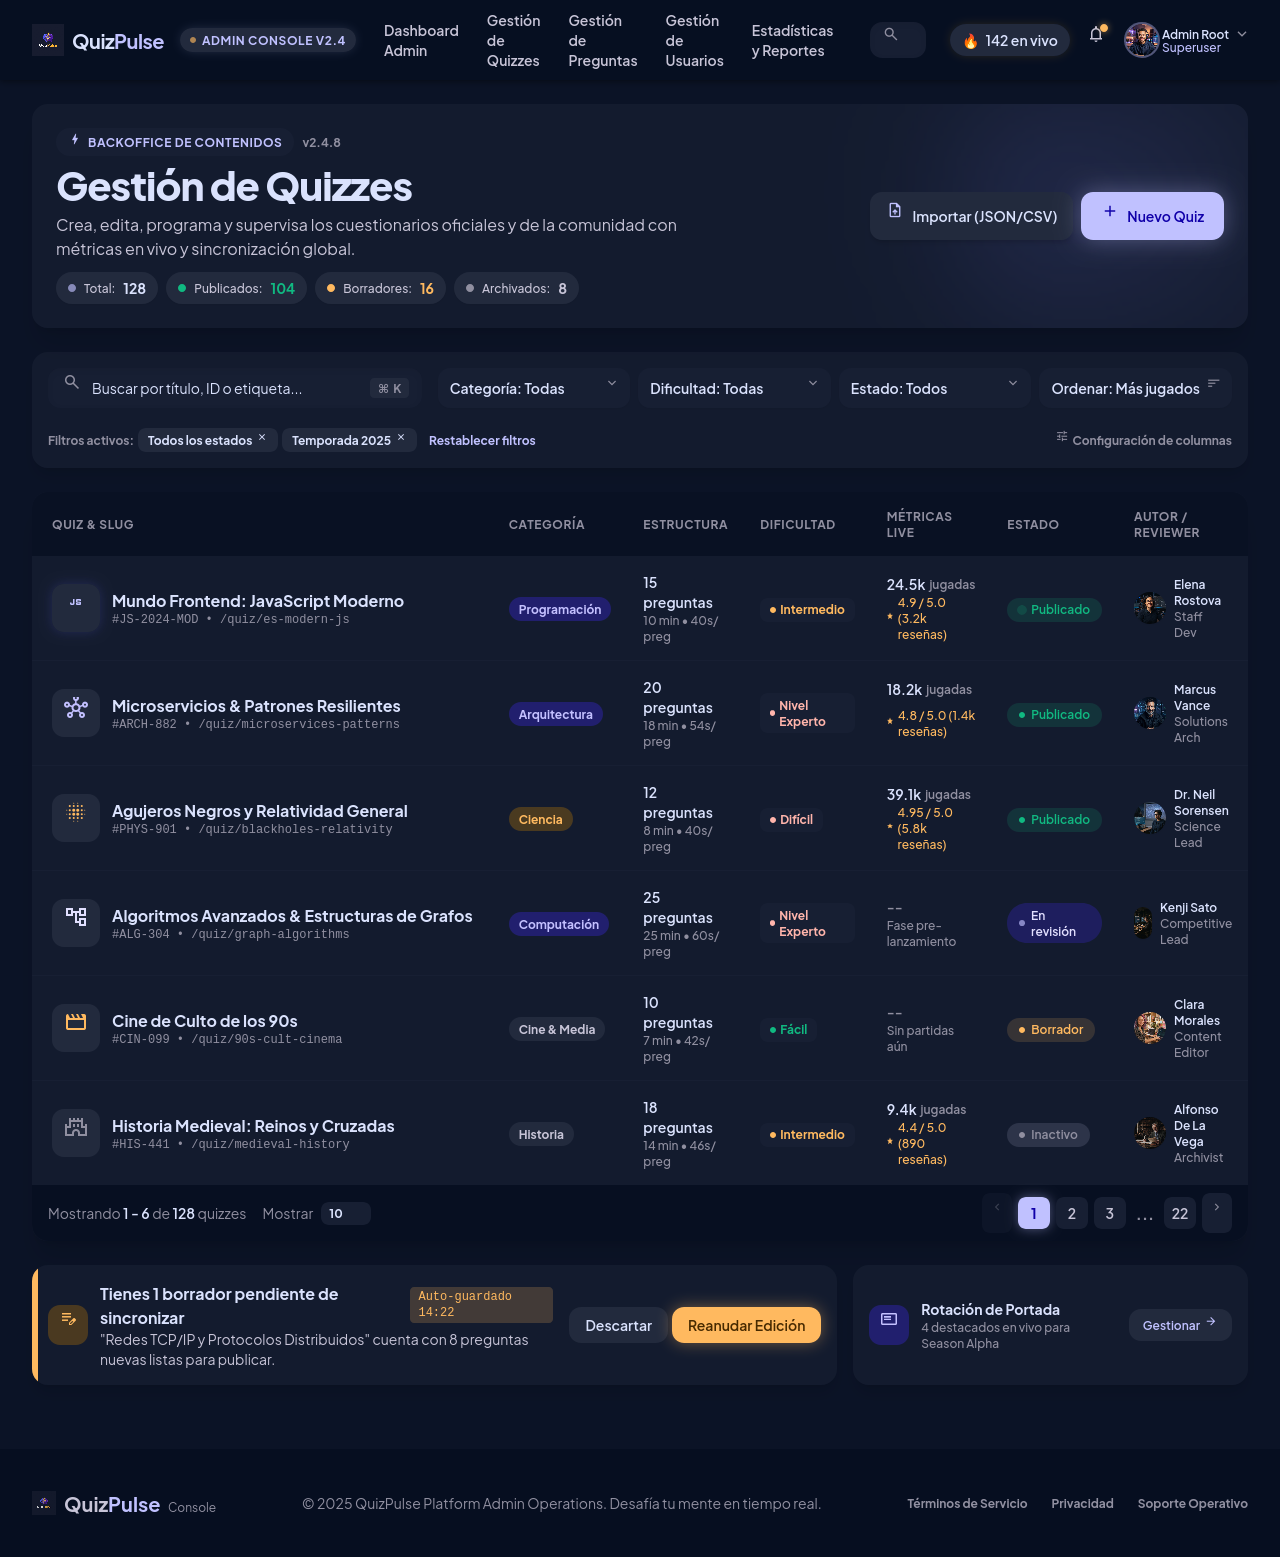 QuizPulse
ADMIN CONSOLE V2.4
Dashboard
Admin
Gestión
de
Quizzes
Gestión
de
Preguntas
Gestión
de
Usuarios
Estadísticas
y Reportes
🔥 142 en vivo
Admin Root
Superuser
BACKOFFICE DE CONTENIDOS
v2.4.8
Gestión de Quizzes
Crea, edita, programa y supervisa los cuestionarios oficiales y de la comunidad con
métricas en vivo y sincronización global.
Total: 128
Publicados: 104
Borradores: 16
Archivados: 8
Importar (JSON/CSV)
Nuevo Quiz
Buscar por título, ID o etiqueta...
⌘ K
Categoría: Todas
Dificultad: Todas
Estado: Todos
Ordenar: Más jugados
Filtros activos:
Todos los estados
Temporada 2025
Restablecer filtros
Configuración de columnas
QUIZ & SLUG
CATEGORÍA
ESTRUCTURA
DIFICULTAD
MÉTRICAS
LIVE
ESTADO
AUTOR /
REVIEWER
JS
Mundo Frontend: JavaScript Moderno
#JS-2024-MOD • /quiz/es-modern-js
Programación
15
preguntas
10 min • 40s/
preg
Intermedio
24.5k jugadas
4.9 / 5.0
(3.2k
reseñas)
Publicado
Elena
Rostova
Staff
Dev
Microservicios & Patrones Resilientes
#ARCH-882 • /quiz/microservices-patterns
Arquitectura
20
preguntas
18 min • 54s/
preg
Nivel
Experto
18.2k jugadas
4.8 / 5.0 (1.4k
reseñas)
Publicado
Marcus
Vance
Solutions
Arch
Agujeros Negros y Relatividad General
#PHYS-901 • /quiz/blackholes-relativity
Ciencia
12
preguntas
8 min • 40s/
preg
Difícil
39.1k jugadas
4.95 / 5.0
(5.8k
reseñas)
Publicado
Dr. Neil
Sorensen
Science
Lead
Algoritmos Avanzados & Estructuras de Grafos
#ALG-304 • /quiz/graph-algorithms
Computación
25
preguntas
25 min • 60s/
preg
Nivel
Experto
--
Fase pre-
lanzamiento
En
revisión
Kenji Sato
Competitive
Lead
Cine de Culto de los 90s
#CIN-099 • /quiz/90s-cult-cinema
Cine & Media
10
preguntas
7 min • 42s/
preg
Fácil
--
Sin partidas
aún
Borrador
Clara
Morales
Content
Editor
Historia Medieval: Reinos y Cruzadas
#HIS-441 • /quiz/medieval-history
Historia
18
preguntas
14 min • 46s/
preg
Intermedio
9.4k jugadas
4.4 / 5.0
(890
reseñas)
Inactivo
Alfonso
De La
Vega
Archivist
Mostrando 1 - 6 de 128 quizzes
Mostrar 10
1 2 3 ... 22
Tienes 1 borrador pendiente de
sincronizar
Auto-guardado
14:22
"Redes TCP/IP y Protocolos Distribuidos" cuenta con 8 preguntas
nuevas listas para publicar.
Descartar
Reanudar Edición
Rotación de Portada
4 destacados en vivo para
Season Alpha
Gestionar
QuizPulse Console
© 2025 QuizPulse Platform Admin Operations. Desafía tu mente en tiempo real.
Términos de Servicio
Privacidad
Soporte Operativo